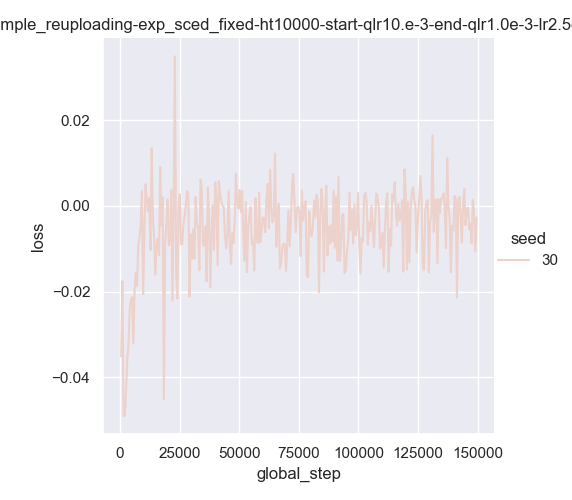 mple_reuploading-exp_sced_fixed-ht10000-start-qlr10.e-3-end-qlr1.0e-3-lr2.5
0.02
0.00
−0.02
−0.04
loss
0 25000 50000 75000 100000 125000 150000
global_step
seed
30